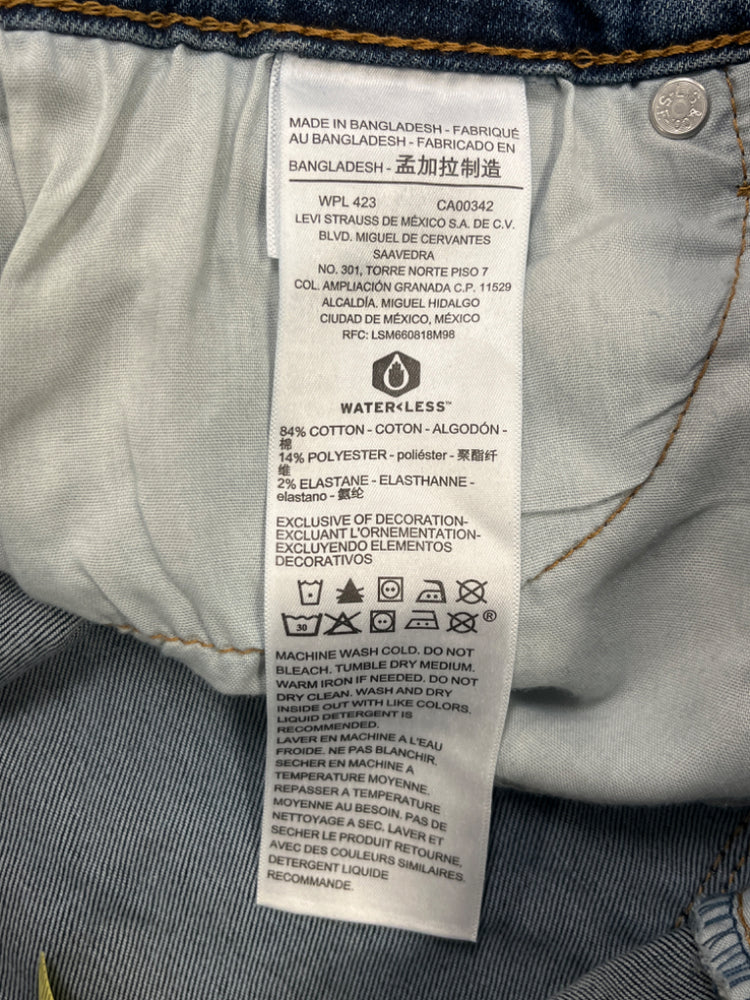 MADE IN BANGLADESH - FABRIQUÉ
AU BANGLADESH - FABRICADO EN
BANGLADESH - 孟加拉制造
WPL 423 CA00342
LEVI STRAUSS DE MÉXICO S.A. DE C.V.
BLVD. MIGUEL DE CERVANTES
SAAVEDRA
NO. 301, TORRE NORTE PISO 7
COL. AMPLIACIÓN GRANADA C.P. 11529
ALCALDÍA. MIGUEL HIDALGO
CIUDAD DE MÉXICO, MÉXICO
RFC: LSM660818M98
WATER<LESS™
84% COTTON - COTON - ALGODÓN -
棉
14% POLYESTER - poliéster - 聚酯纤
维
2% ELASTANE - ELASTHANNE -
elastano - 氨纶
EXCLUSIVE OF DECORATION-
EXCLUANT L'ORNEMENTATION-
EXCLUYENDO ELEMENTOS
DECORATIVOS
30 ®
MACHINE WASH COLD. DO NOT
BLEACH. TUMBLE DRY MEDIUM.
WARM IRON IF NEEDED. DO NOT
DRY CLEAN. WASH AND DRY
INSIDE OUT WITH LIKE COLORS.
LIQUID DETERGENT IS
RECOMMENDED.
LAVER EN MACHINE A L'EAU
FROIDE. NE PAS BLANCHIR.
SECHER EN MACHINE A
TEMPERATURE MOYENNE.
REPASSER A TEMPERATURE
MOYENNE AU BESOIN. PAS DE
NETTOYAGE A SEC. LAVER ET
SECHER LE PRODUIT RETOURNE,
AVEC DES COULEURS SIMILAIRES.
DETERGENT LIQUIDE
RECOMMANDE.